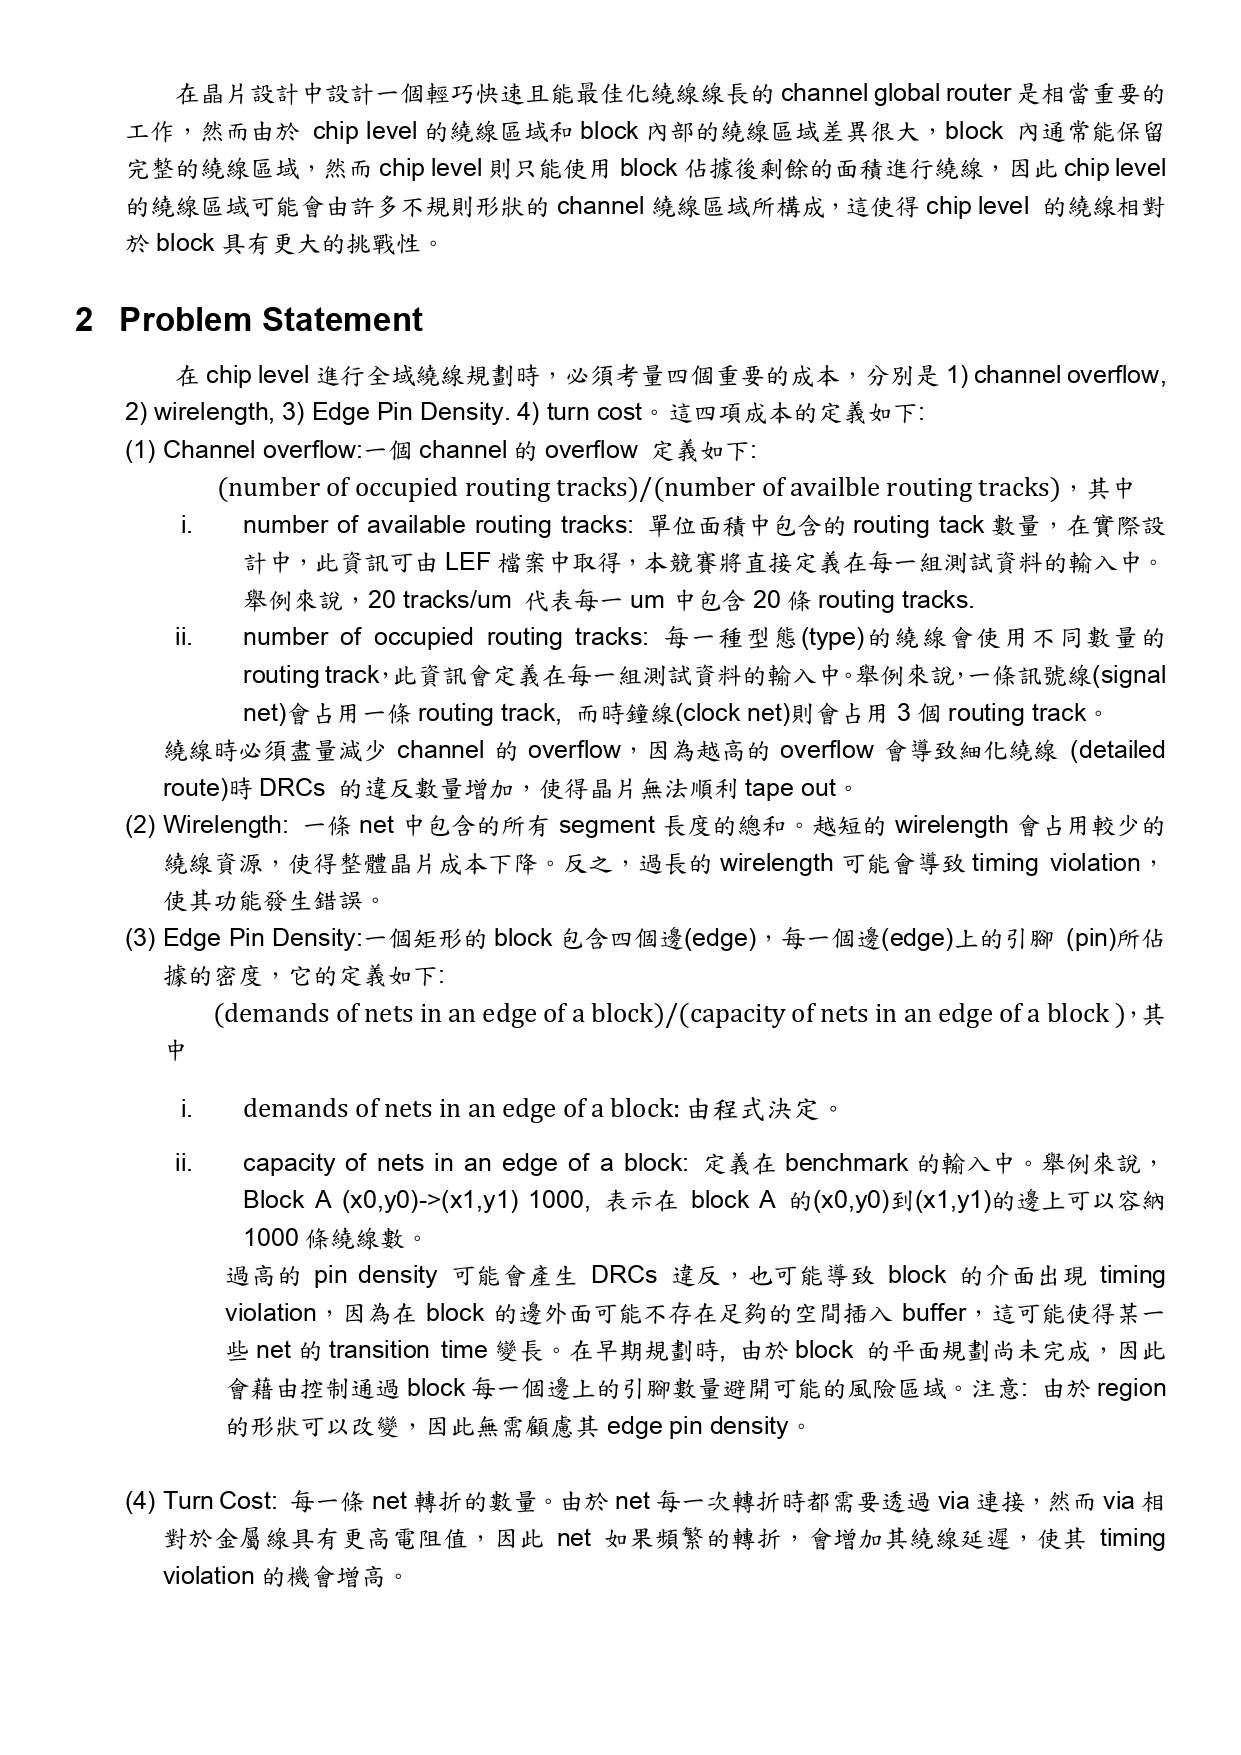 在晶片設計中設計一個輕巧快速且能最佳化繞線線長的 channel global router 是相當重要的
工作，然而由於 chip level 的繞線區域和 block 內部的繞線區域差異很大，block 內通常能保留
完整的繞線區域，然而 chip level 則只能使用 block 佔據後剩餘的面積進行繞線，因此 chip level
的繞線區域可能會由許多不規則形狀的 channel 繞線區域所構成，這使得 chip level 的繞線相對
於 block 具有更大的挑戰性。
2 Problem Statement
在 chip level 進行全域繞線規劃時，必須考量四個重要的成本，分別是 1) channel overflow,
2) wirelength, 3) Edge Pin Density. 4) turn cost。這四項成本的定義如下:
(1) Channel overflow:一個 channel 的 overflow 定義如下:
(number of occupied routing tracks)/(number of availble routing tracks)，其中
i. number of available routing tracks: 單位面積中包含的 routing tack 數量，在實際設
計中，此資訊可由 LEF 檔案中取得，本競賽將直接定義在每一組測試資料的輸入中。
舉例來說，20 tracks/um 代表每一 um 中包含 20 條 routing tracks.
ii. number of occupied routing tracks: 每一種型態(type)的繞線會使用不同數量的
routing track，此資訊會定義在每一組測試資料的輸入中。舉例來說，一條訊號線(signal
net)會占用一條 routing track, 而時鐘線(clock net)則會占用 3 個 routing track。
繞線時必須盡量減少 channel 的 overflow，因為越高的 overflow 會導致細化繞線 (detailed
route)時 DRCs 的違反數量增加，使得晶片無法順利 tape out。
(2) Wirelength: 一條 net 中包含的所有 segment 長度的總和。越短的 wirelength 會占用較少的
繞線資源，使得整體晶片成本下降。反之，過長的 wirelength 可能會導致 timing violation，
使其功能發生錯誤。
(3) Edge Pin Density:一個矩形的 block 包含四個邊(edge)，每一個邊(edge)上的引腳 (pin)所佔
據的密度，它的定義如下:
(demands of nets in an edge of a block)/(capacity of nets in an edge of a block )，其
中
i. demands of nets in an edge of a block: 由程式決定。
ii. capacity of nets in an edge of a block: 定義在 benchmark 的輸入中。舉例來說，
Block A (x0,y0)->(x1,y1) 1000, 表示在 block A 的(x0,y0)到(x1,y1)的邊上可以容納
1000 條繞線數。
過高的 pin density 可能會產生 DRCs 違反，也可能導致 block 的介面出現 timing
violation，因為在 block 的邊外面可能不存在足夠的空間插入 buffer，這可能使得某一
些 net 的 transition time 變長。在早期規劃時, 由於 block 的平面規劃尚未完成，因此
會藉由控制通過 block 每一個邊上的引腳數量避開可能的風險區域。注意: 由於 region
的形狀可以改變，因此無需顧慮其 edge pin density。
(4) Turn Cost: 每一條 net 轉折的數量。由於 net 每一次轉折時都需要透過 via 連接，然而 via 相
對於金屬線具有更高電阻值，因此 net 如果頻繁的轉折，會增加其繞線延遲，使其 timing
violation 的機會增高。